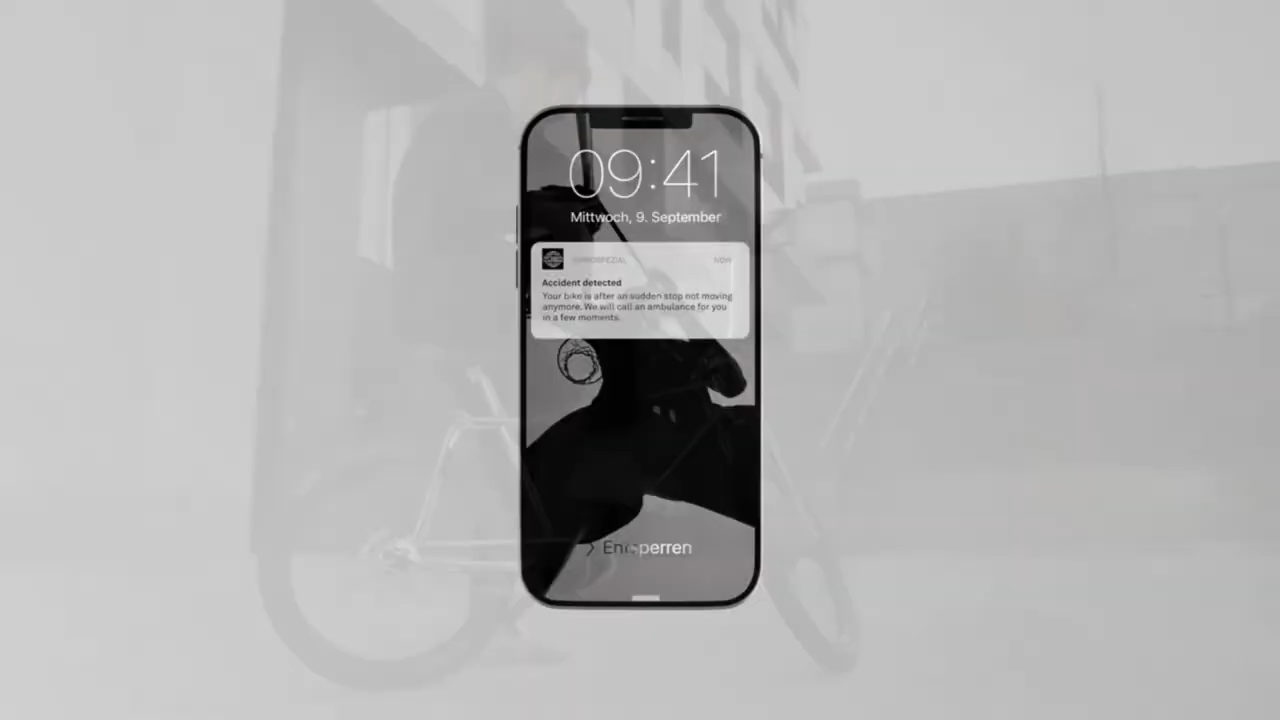 09:41
Mittwoch, 9. September
NOW
Accident detected
Your bike is after an sudden stop not moving
anymore. We will call an ambulance for you
in a few moments.
> Entsperren